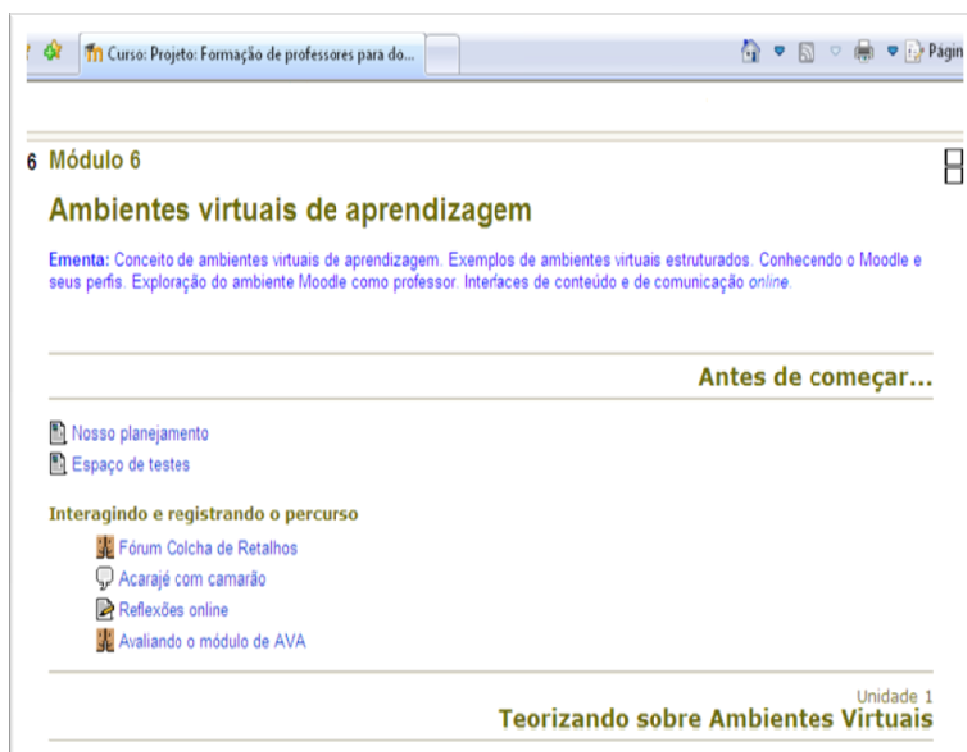 Curso: Projeto: Formação de professores para do...
Págin
6 Módulo 6
Ambientes virtuais de aprendizagem
Ementa: Conceito de ambientes virtuais de aprendizagem. Exemplos de ambientes virtuais estruturados. Conhecendo o Moodle e
seus perfis. Exploração do ambiente Moodle como professor. Interfaces de conteúdo e de comunicação online.
Antes de começar...
Nosso planejamento
Espaço de testes
Interagindo e registrando o percurso
Fórum Colcha de Retalhos
Acarajé com camarão
Reflexões online
Avaliando o módulo de AVA
Unidade 1
Teorizando sobre Ambientes Virtuais